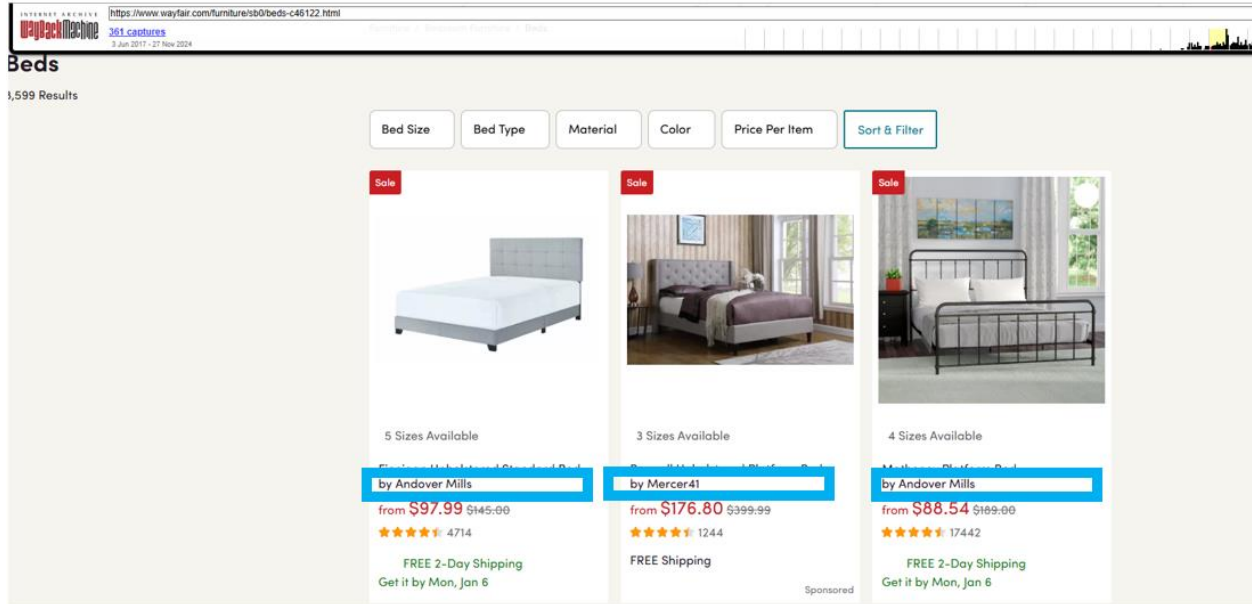 INTERNET ARCHIVE
WayBackMachine
https://www.wayfair.com/furniture/sb0/beds-c46122.html
361 captures
3 Jun 2017 - 27 Nov 2024
Beds
,599 Results
Bed Size
Bed Type
Material
Color
Price Per Item
Sort & Filter
Sale
Sale
Sale
5 Sizes Available
3 Sizes Available
4 Sizes Available
by Andover Mills
by Mercer41
by Andover Mills
from $97.99 $145.00
from $176.80 $399.99
from $88.54 $189.00
4714
1244
17442
FREE 2-Day Shipping
Get it by Mon, Jan 6
FREE Shipping
Sponsored
FREE 2-Day Shipping
Get it by Mon, Jan 6